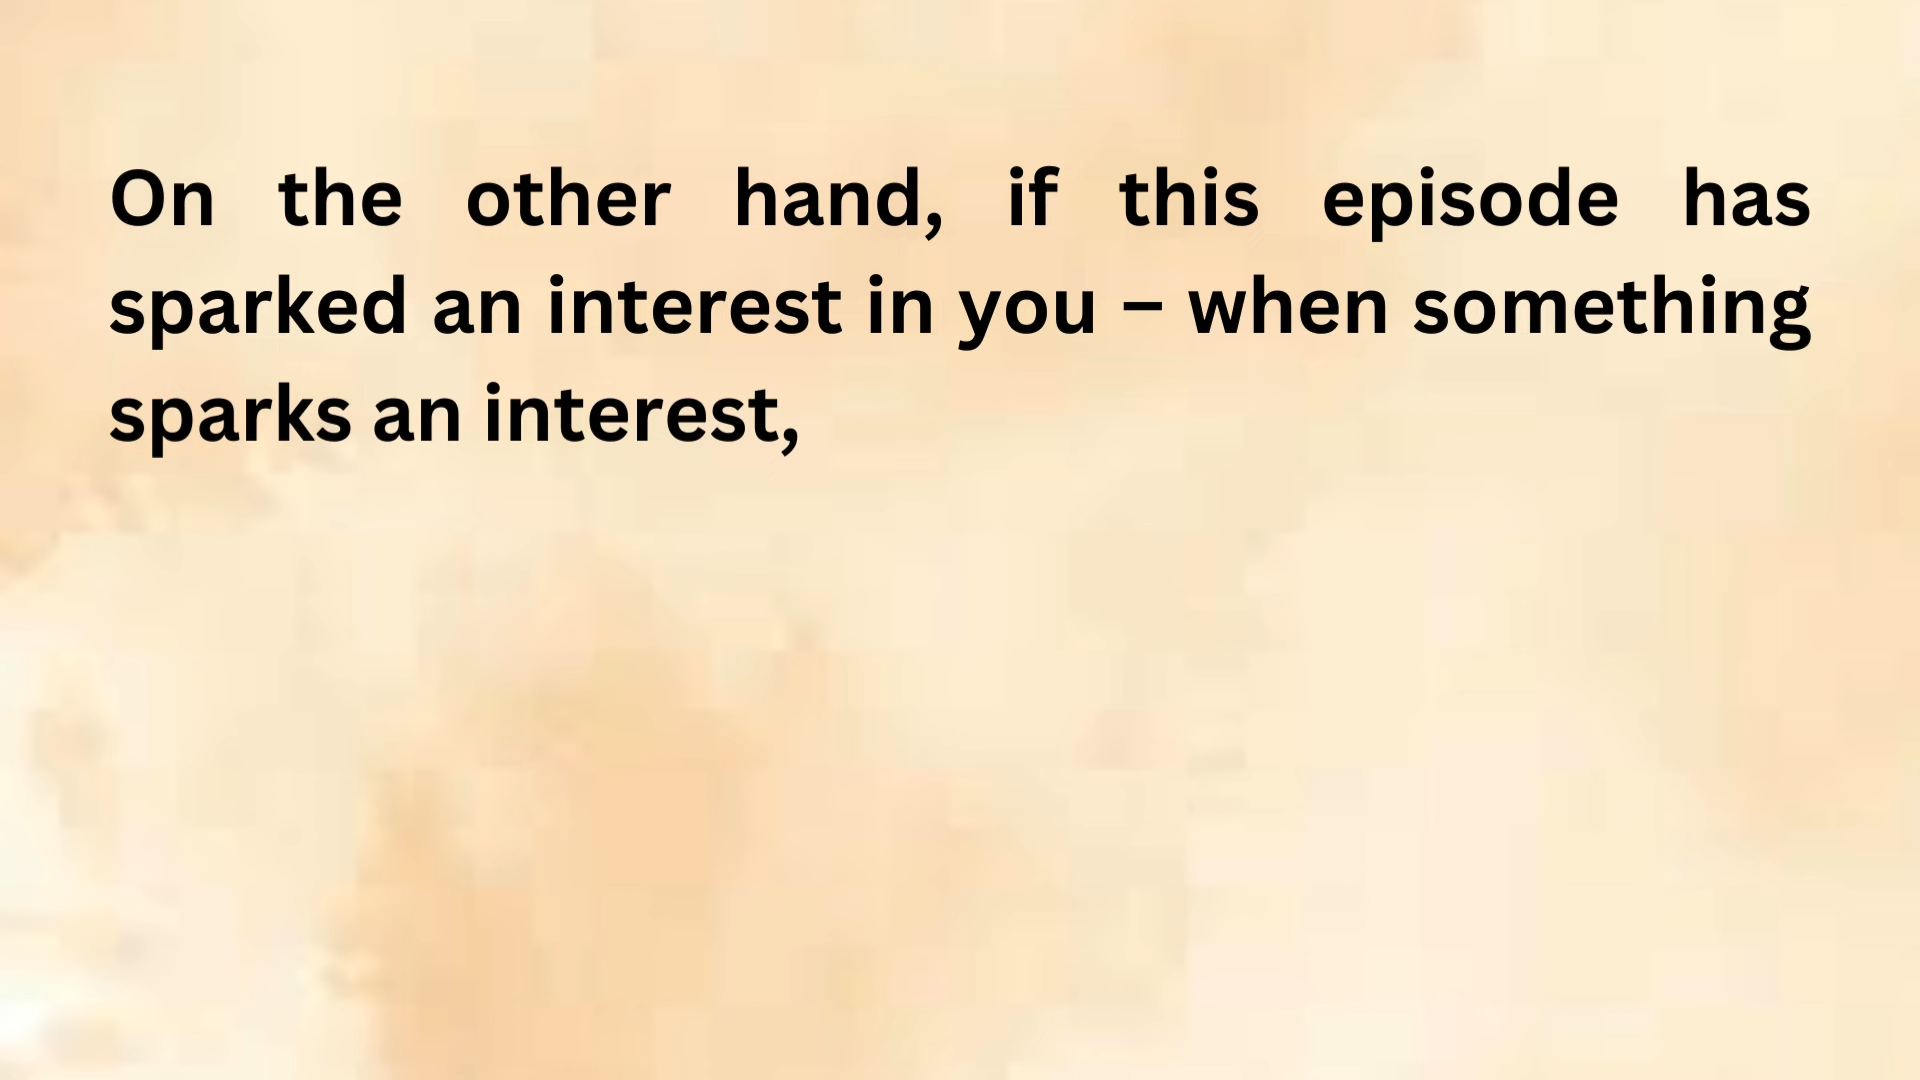 On the other hand, if this episode has
sparked an interest in you – when something
sparks an interest,